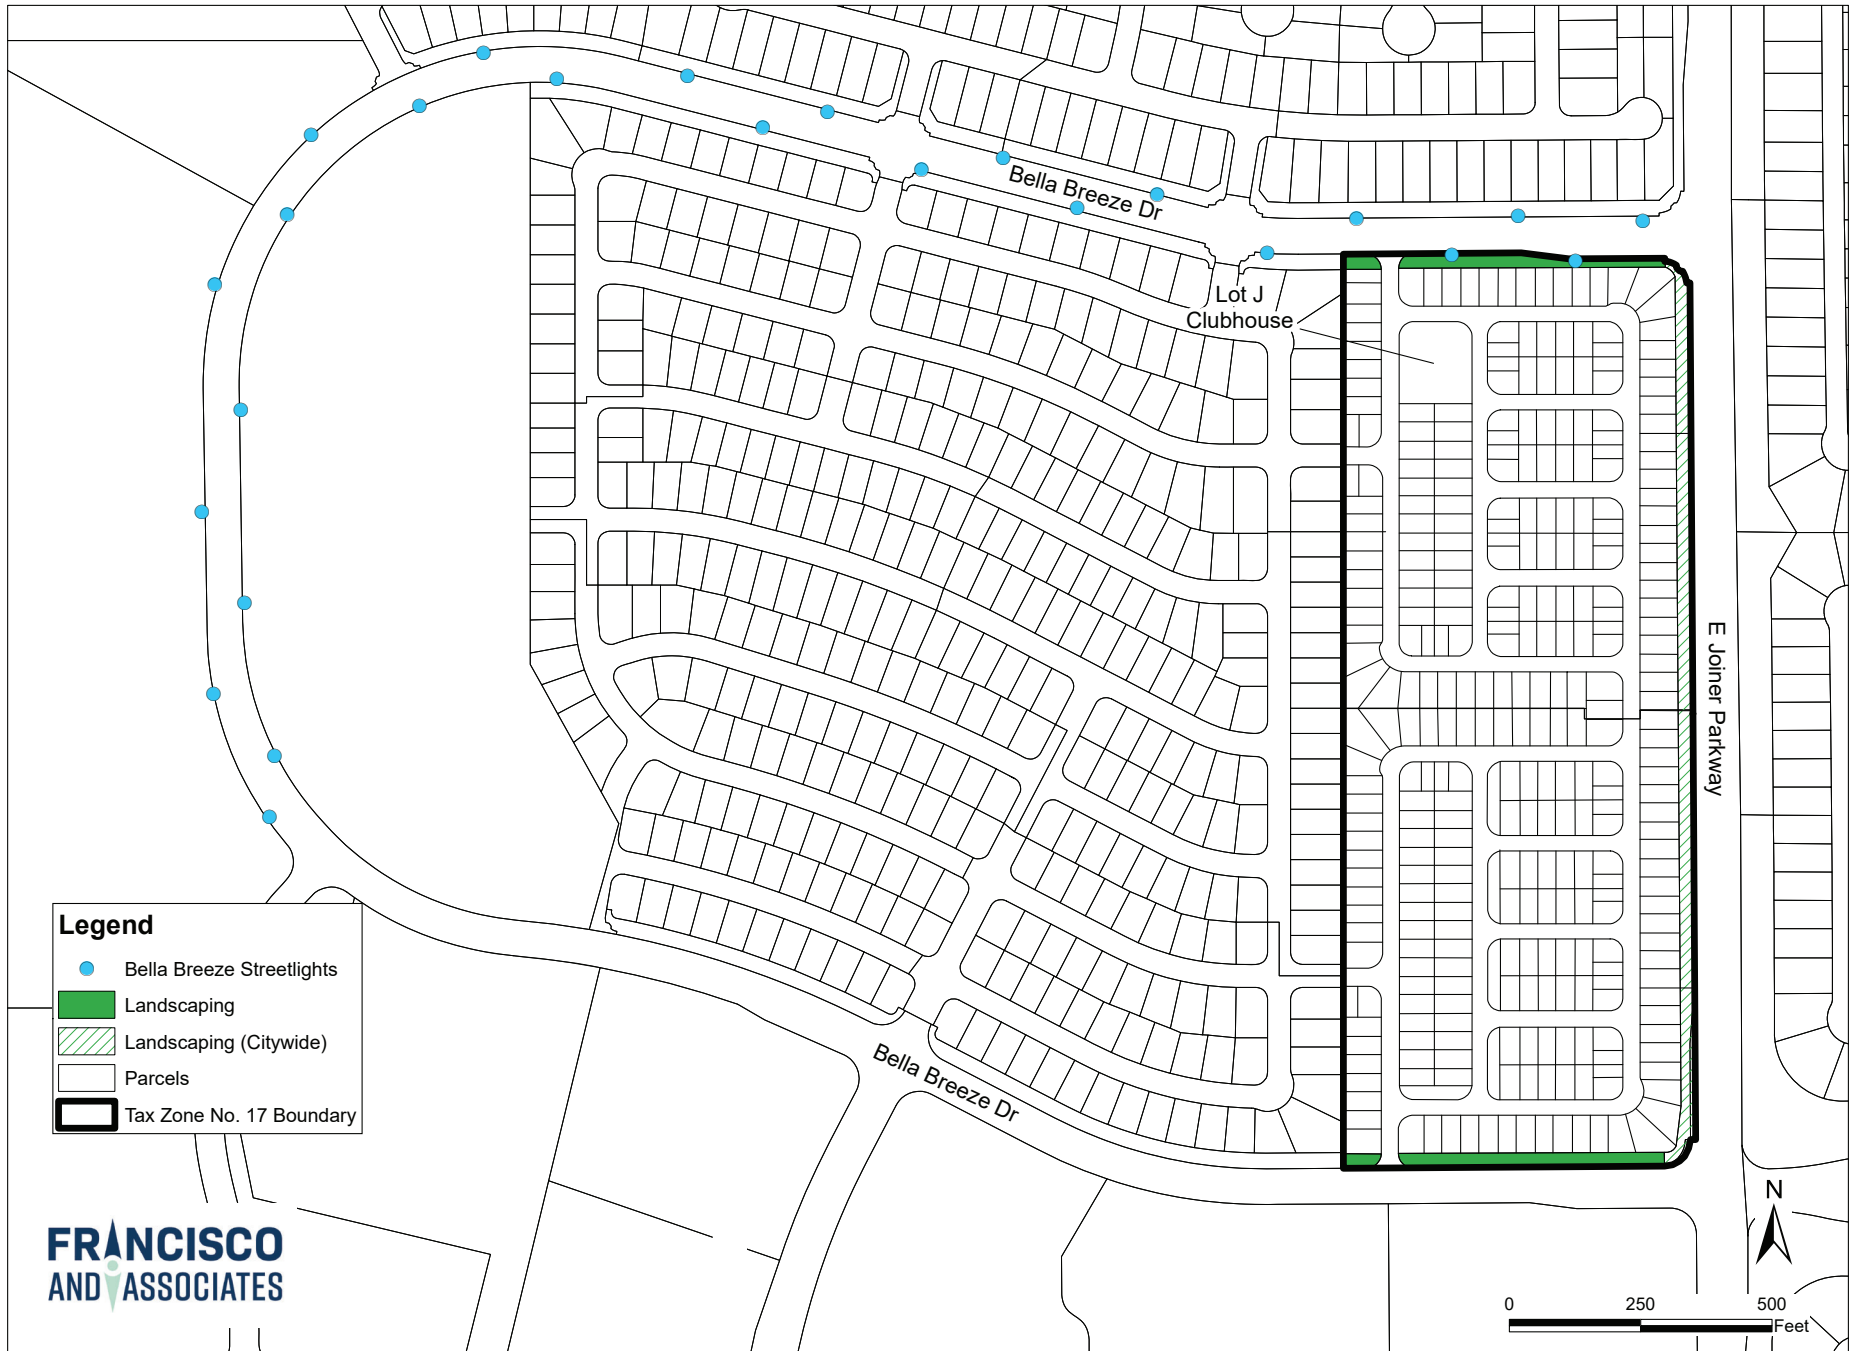 Bella Breeze Dr
Lot J
Clubhouse
E Joiner Parkway
Bella Breeze Dr
Legend
Bella Breeze Streetlights
Landscaping
Landscaping (Citywide)
Parcels
Tax Zone No. 17 Boundary
FRANCISCO
AND ASSOCIATES
N
0 250 500
Feet